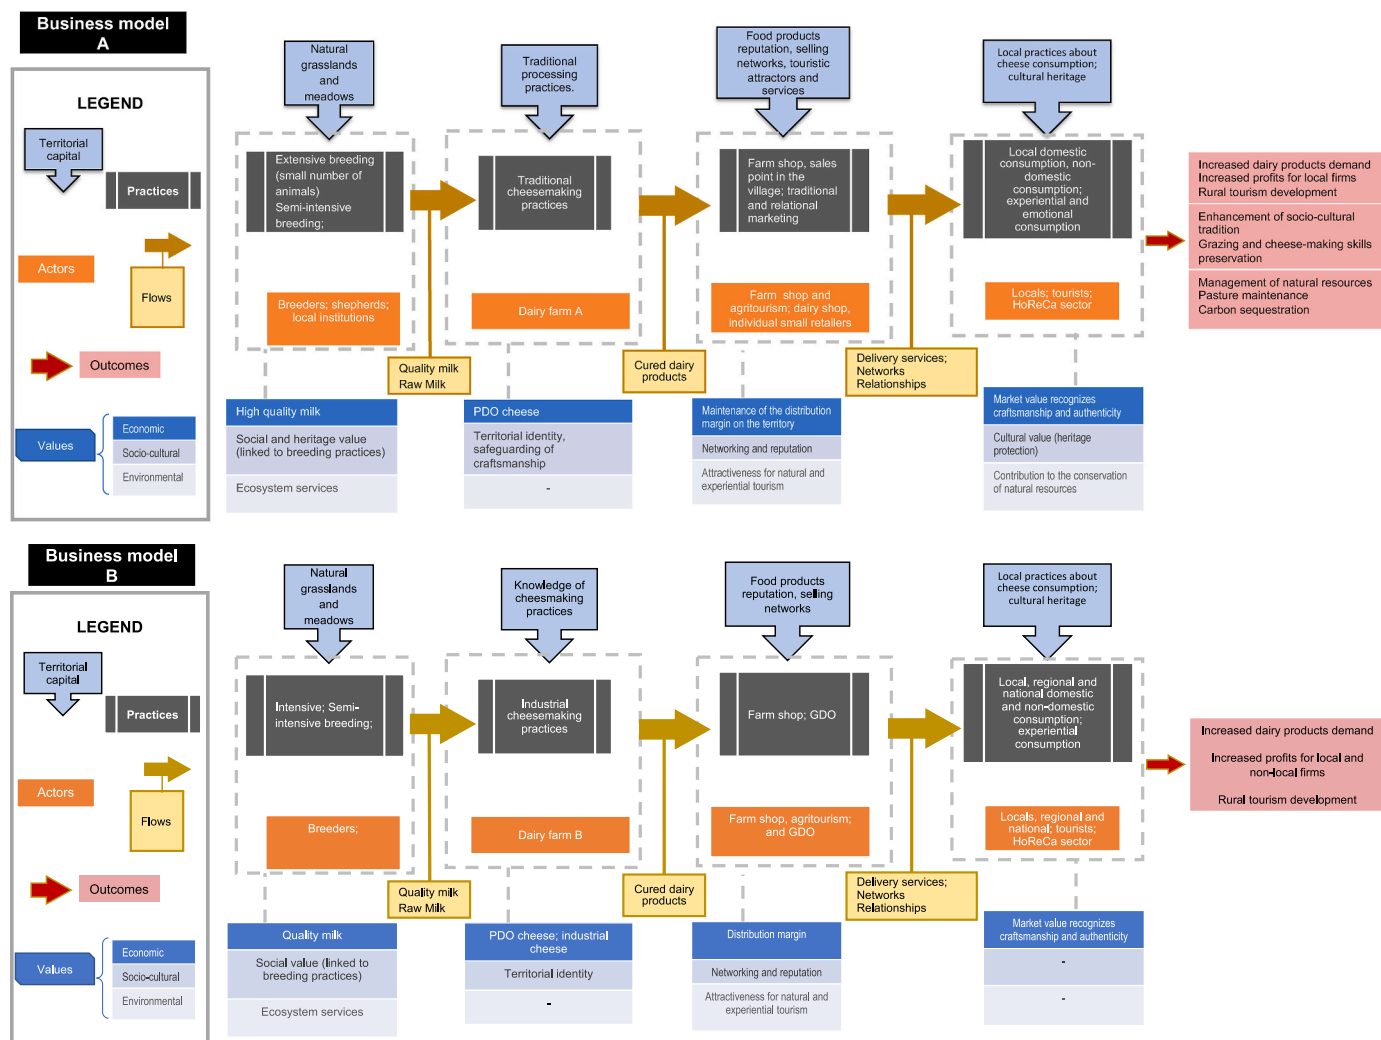 Business model
A
LEGEND
Territorial
capital
Practices
Actors
Flows
Outcomes
Values
Economic
Socio-cultural
Environmental
Natural
grasslands
and
meadows
Traditional
processing
practices.
Food products
reputation, selling
networks, touristic
attractors and
services
Local practices about
cheese consumption;
cultural heritage
Extensive breeding
(small number of
animals)
Semi-intensive
breeding;
Traditional
cheesemaking
practices
Farm shop, sales
point in the
village; traditional
and relational
marketing
Local domestic
consumption, non-
domestic
consumption;
experiential and
emotional
consumption
Breeders; shepherds;
local institutions
Dairy farm A
Farm shop and
agritourism; dairy shop,
individual small retailers
Locals; tourists;
HoReCa sector
Quality milk
Raw Milk
Cured dairy
products
Delivery services;
Networks
Relationships
High quality milk
Social and heritage value
(linked to breeding practices)
Ecosystem services
PDO cheese
Territorial identity,
safeguarding of
craftsmanship
-
Maintenance of the distribution
margin on the territory
Networking and reputation
Attractiveness for natural and
experiential tourism
Market value recognizes
craftsmanship and authenticity
Cultural value (heritage
protection)
Contribution to the conservation
of natural resources
Increased dairy products demand
Increased profits for local firms
Rural tourism development
Enhancement of socio-cultural
tradition
Grazing and cheese-making skills
preservation
Management of natural resources
Pasture maintenance
Carbon sequestration
Business model
B
LEGEND
Territorial
capital
Practices
Actors
Flows
Outcomes
Values
Economic
Socio-cultural
Environmental
Natural
grasslands
and
meadows
Knowledge of
cheesmaking
practices
Food products
reputation, selling
networks
Local practices about
cheese consumption;
cultural heritage
Intensive; Semi-
intensive breeding;
Industrial
cheesemaking
practices
Farm shop; GDO
Local, regional and
national domestic
and non-domestic
consumption;
experiential
consumption
Breeders;
Dairy farm B
Farm shop, agritourism;
and GDO
Locals, regional and
national; tourists;
HoReCa sector
Quality milk
Raw Milk
Cured dairy
products
Delivery services;
Networks
Relationships
Quality milk
Social value (linked to
breeding practices)
Ecosystem services
PDO cheese; industrial
cheese
Territorial identity
-
Distribution margin
Networking and reputation
Attractiveness for natural and
experiential tourism
Market value recognizes
craftsmanship and authenticity
-
-
Increased dairy products demand
Increased profits for local and
non-local firms
Rural tourism development